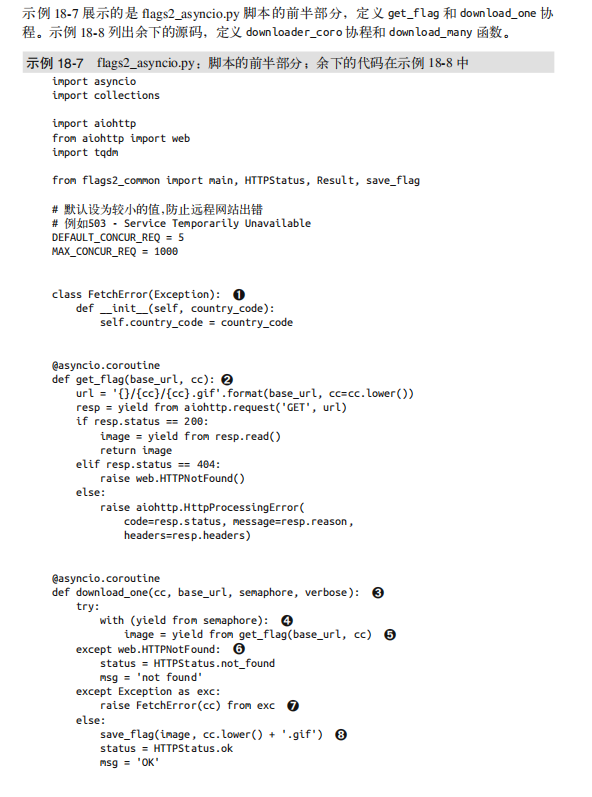 示例 18-7 展示的是 flags2_asyncio.py 脚本的前半部分，定义 get_flag 和 download_one 协
程。示例 18-8 列出余下的源码，定义 downloader_coro 协程和 download_many 函数。
示例 18-7 flags2_asyncio.py：脚本的前半部分；余下的代码在示例 18-8 中
import asyncio
import collections

import aiohttp
from aiohttp import web
import tqdm

from flags2_common import main, HTTPStatus, Result, save_flag

# 默认设为较小的值,防止远程网站出错
# 例如503 - Service Temporarily Unavailable
DEFAULT_CONCUR_REQ = 5
MAX_CONCUR_REQ = 1000


class FetchError(Exception): ❶
    def __init__(self, country_code):
        self.country_code = country_code


@asyncio.coroutine
def get_flag(base_url, cc): ❷
    url = '{}/{cc}/{cc}.gif'.format(base_url, cc=cc.lower())
    resp = yield from aiohttp.request('GET', url)
    if resp.status == 200:
        image = yield from resp.read()
        return image
    elif resp.status == 404:
        raise web.HTTPNotFound()
    else:
        raise aiohttp.HttpProcessingError(
            code=resp.status, message=resp.reason,
            headers=resp.headers)


@asyncio.coroutine
def download_one(cc, base_url, semaphore, verbose): ❸
    try:
        with (yield from semaphore): ❹
            image = yield from get_flag(base_url, cc) ❺
    except web.HTTPNotFound: ❻
        status = HTTPStatus.not_found
        msg = 'not found'
    except Exception as exc:
        raise FetchError(cc) from exc ❼
    else:
        save_flag(image, cc.lower() + '.gif') ❽
        status = HTTPStatus.ok
        msg = 'OK'